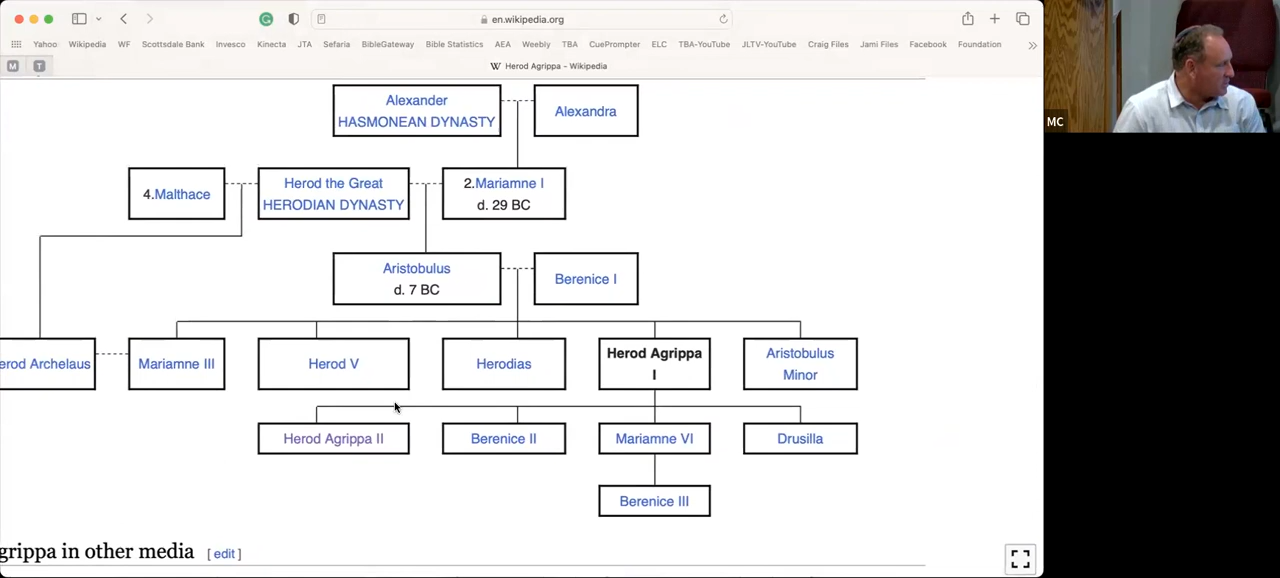 en.wikipedia.org
Yahoo Wikipedia WF Scottsdale Bank Invesco Kinecta JTA Sefaria BibleGateway Bible Statistics AEA Weebly TBA CuePrompter ELC TBA-YouTube JLTV-YouTube Craig Files Jami Files Facebook Foundation
M T W Herod Agrippa - Wikipedia
Alexander
HASMONEAN DYNASTY
Alexandra
4.Malthace
Herod the Great
HERODIAN DYNASTY
2.Mariamne I
d. 29 BC
Aristobulus
d. 7 BC
Berenice I
erod Archelaus
Mariamne III
Herod V
Herodias
Herod Agrippa
I
Aristobulus
Minor
Herod Agrippa II
Berenice II
Mariamne VI
Drusilla
Berenice III
grippa in other media [ edit ]
MC